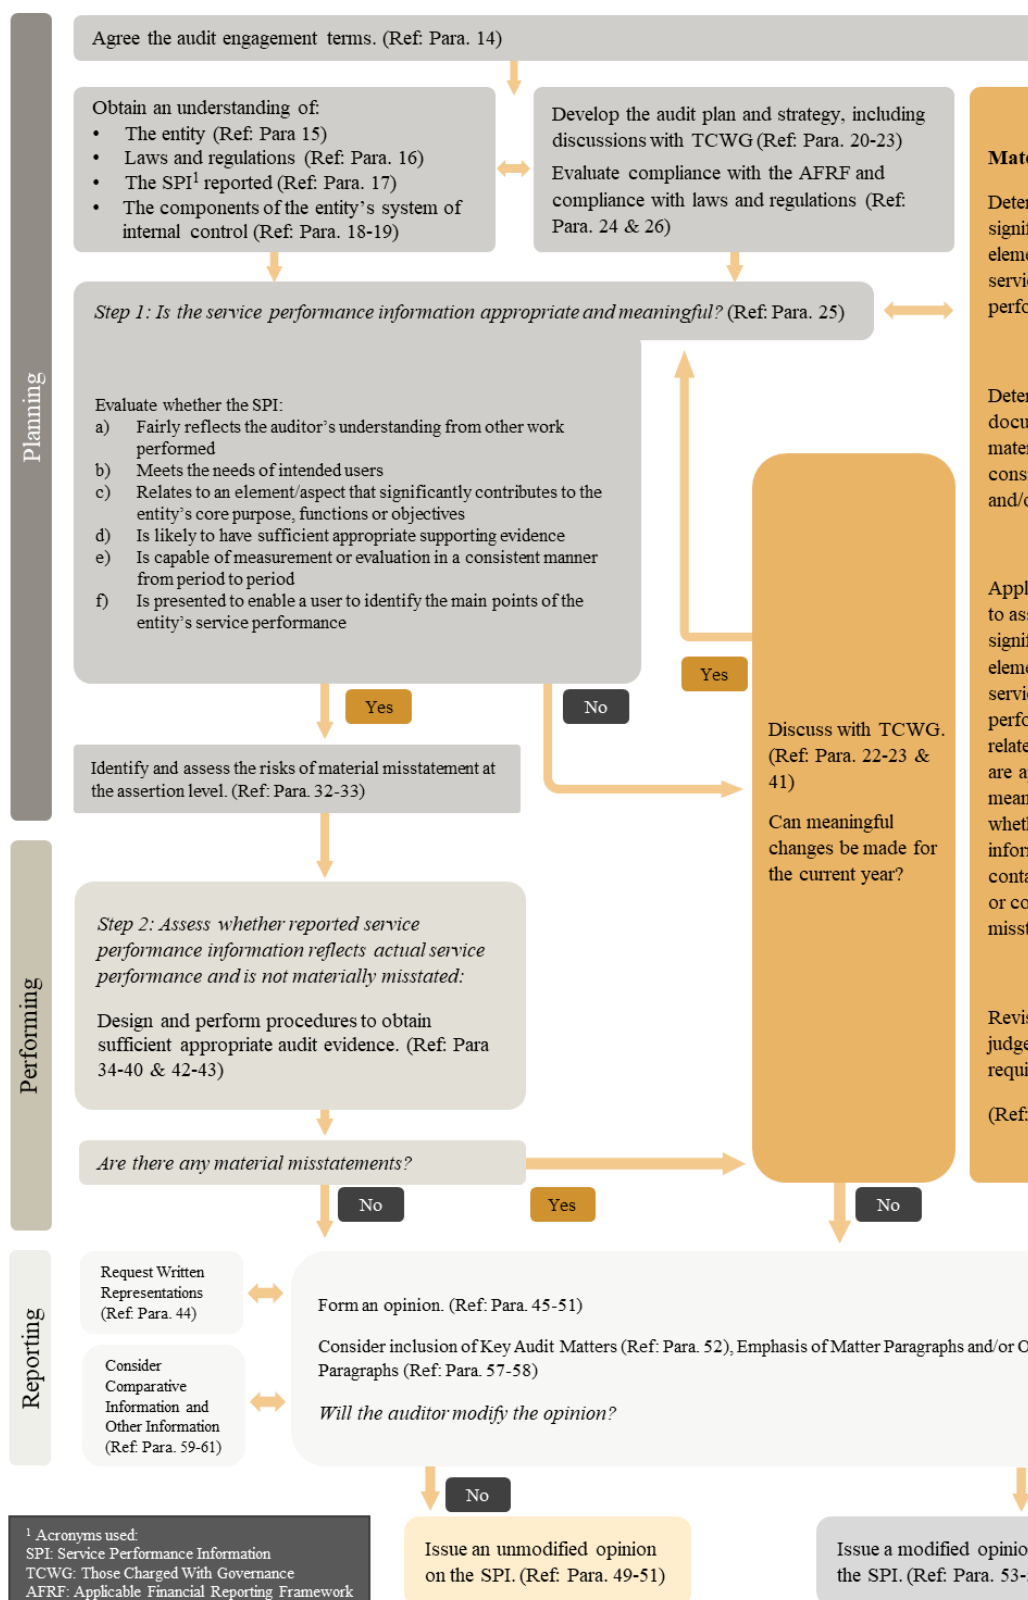 Planning
Agree the audit engagement terms. (Ref: Para. 14)
Obtain an understanding of:
• The entity (Ref: Para 15)
• Laws and regulations (Ref: Para. 16)
• The SPI¹ reported (Ref: Para. 17)
• The components of the entity's system of
internal control (Ref: Para. 18-19)
Develop the audit plan and strategy, including
discussions with TCWG (Ref: Para. 20-23)
Evaluate compliance with the AFRF and
compliance with laws and regulations (Ref:
Para. 24 & 26)
Step 1: Is the service performance information appropriate and meaningful? (Ref: Para. 25)
Evaluate whether the SPI:
a) Fairly reflects the auditor's understanding from other work
performed
b) Meets the needs of intended users
c) Relates to an element/aspect that significantly contributes to the
entity's core purpose, functions or objectives
d) Is likely to have sufficient appropriate supporting evidence
e) Is capable of measurement or evaluation in a consistent manner
from period to period
f) Is presented to enable a user to identify the main points of the
entity's service performance
Yes
No
Yes
Identify and assess the risks of material misstatement at
the assertion level. (Ref: Para. 32-33)
Discuss with TCWG.
(Ref: Para. 22-23 &
41)
Can meaningful
changes be made for
the current year?
Performing
Step 2: Assess whether reported service
performance information reflects actual service
performance and is not materially misstated:
Design and perform procedures to obtain
sufficient appropriate audit evidence. (Ref: Para
34-40 & 42-43)
Are there any material misstatements?
No
Yes
No
Reporting
Request Written
Representations
(Ref: Para. 44)
Consider
Comparative
Information and
Other Information
(Ref: Para. 59-61)
Form an opinion. (Ref: Para. 45-51)
Consider inclusion of Key Audit Matters (Ref: Para. 52), Emphasis of Matter Paragraphs and/or O
Paragraphs (Ref: Para. 57-58)
Will the auditor modify the opinion?
No
Issue an unmodified opinion
on the SPI. (Ref: Para. 49-51)
Issue a modified opinio
the SPI. (Ref: Para. 53-
¹ Acronyms used:
SPI: Service Performance Information
TCWG: Those Charged With Governance
AFRF: Applicable Financial Reporting Framework